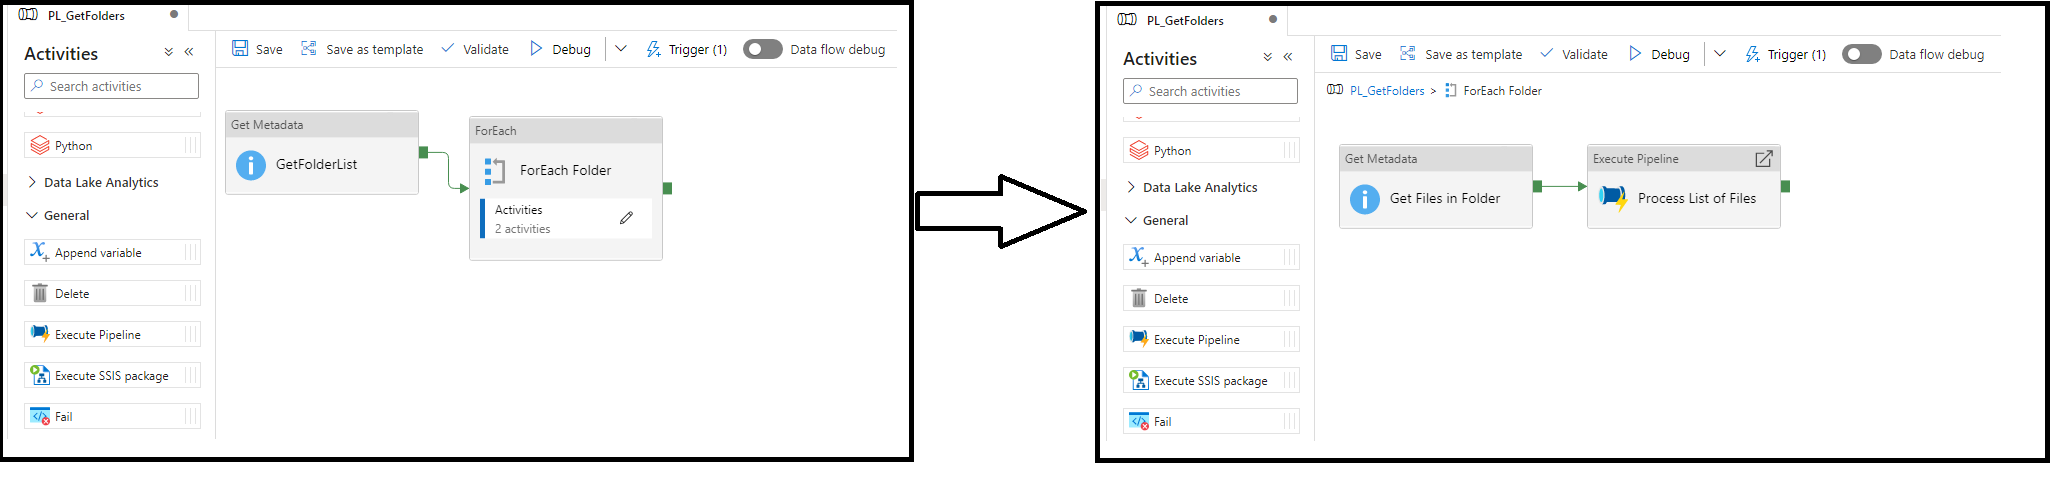 PL_GetFolders
Activities
Search activities
Python
Data Lake Analytics
General
Append variable
Delete
Execute Pipeline
Execute SSIS package
Fail
Save
Save as template
Validate
Debug
Trigger (1)
Data flow debug
Get Metadata
GetFolderList
ForEach
ForEach Folder
Activities
2 activities
PL_GetFolders
Activities
Search activities
Python
Data Lake Analytics
General
Append variable
Delete
Execute Pipeline
Execute SSIS package
Fail
Save
Save as template
Validate
Debug
Trigger (1)
Data flow debug
PL_GetFolders > ForEach Folder
Get Metadata
Get Files in Folder
Execute Pipeline
Process List of Files